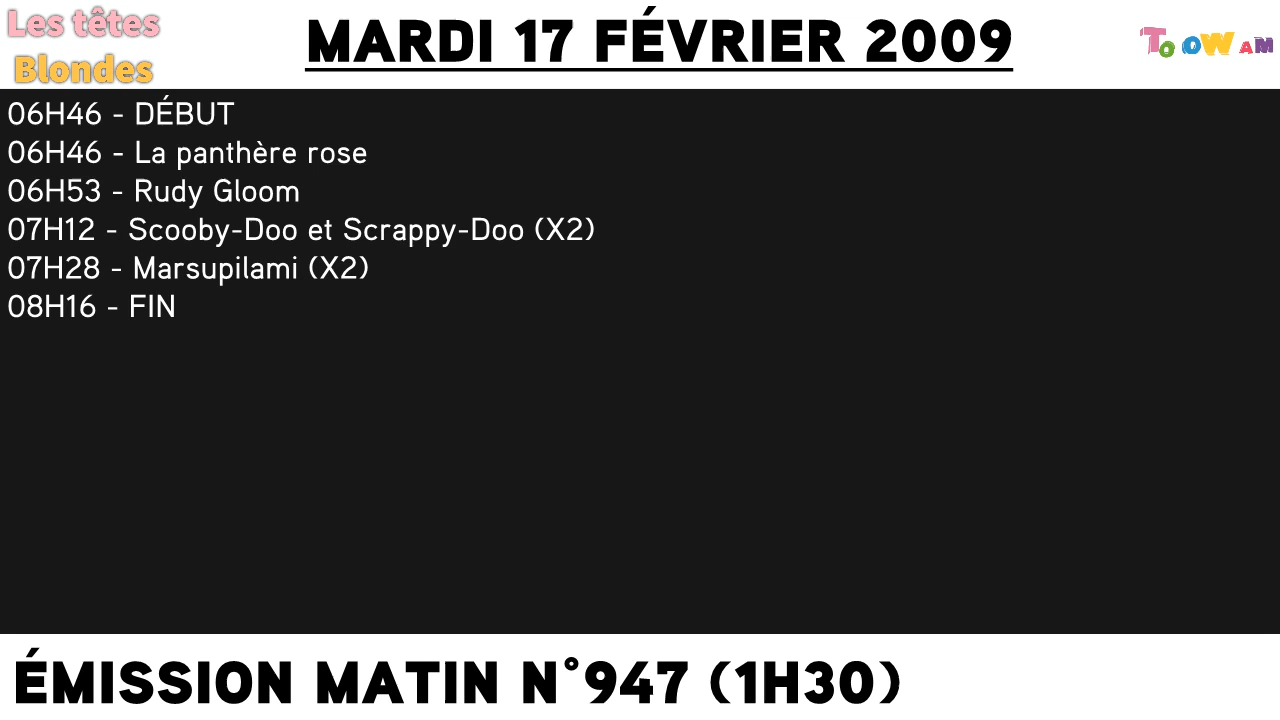 Les têtes
Blondes
MARDI 17 FÉVRIER 2009
ToOWAM
06H46 - DÉBUT
06H46 - La panthère rose
06H53 - Rudy Gloom
07H12 - Scooby-Doo et Scrappy-Doo (X2)
07H28 - Marsupilami (X2)
08H16 - FIN
ÉMISSION MATIN N°947 (1H30)